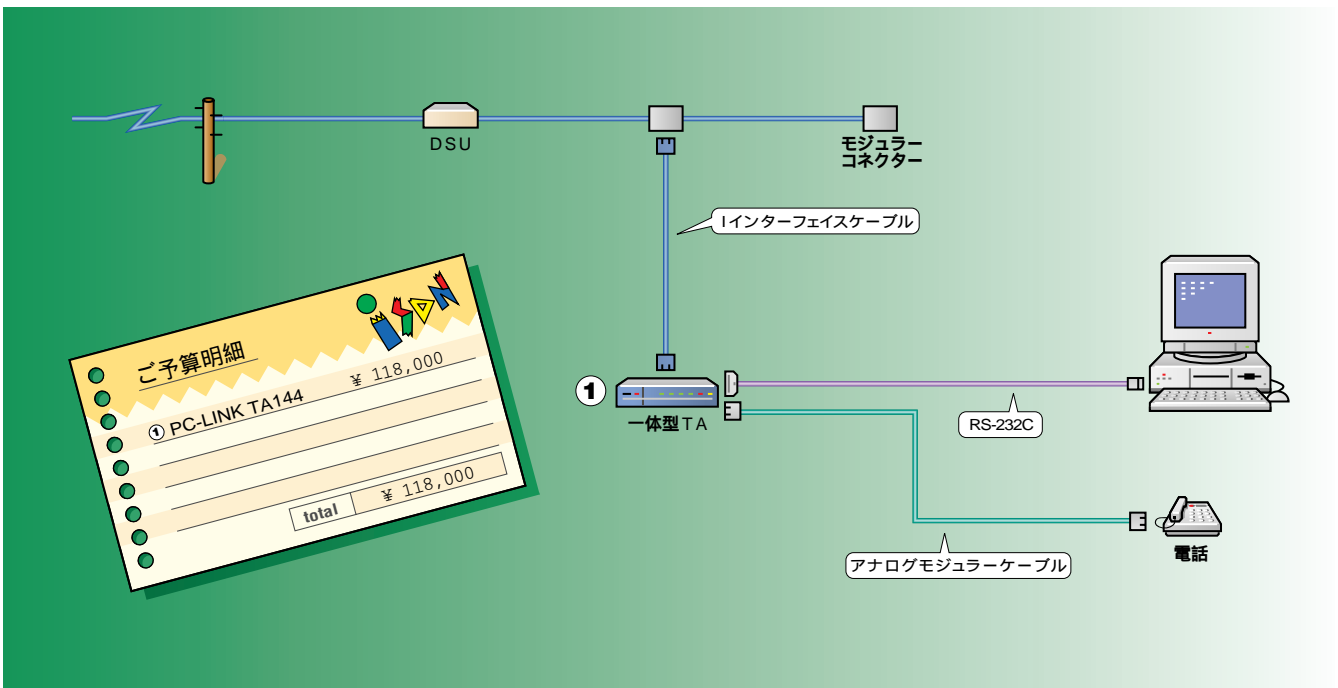 DSU
モジュラー
コネクター
Iインターフェイスケーブル
ISDN
ご予算明細
① PC-LINK TA144 ¥ 118,000
total ¥ 118,000
①
一体型TA
RS-232C
アナログモジュラーケーブル
電話